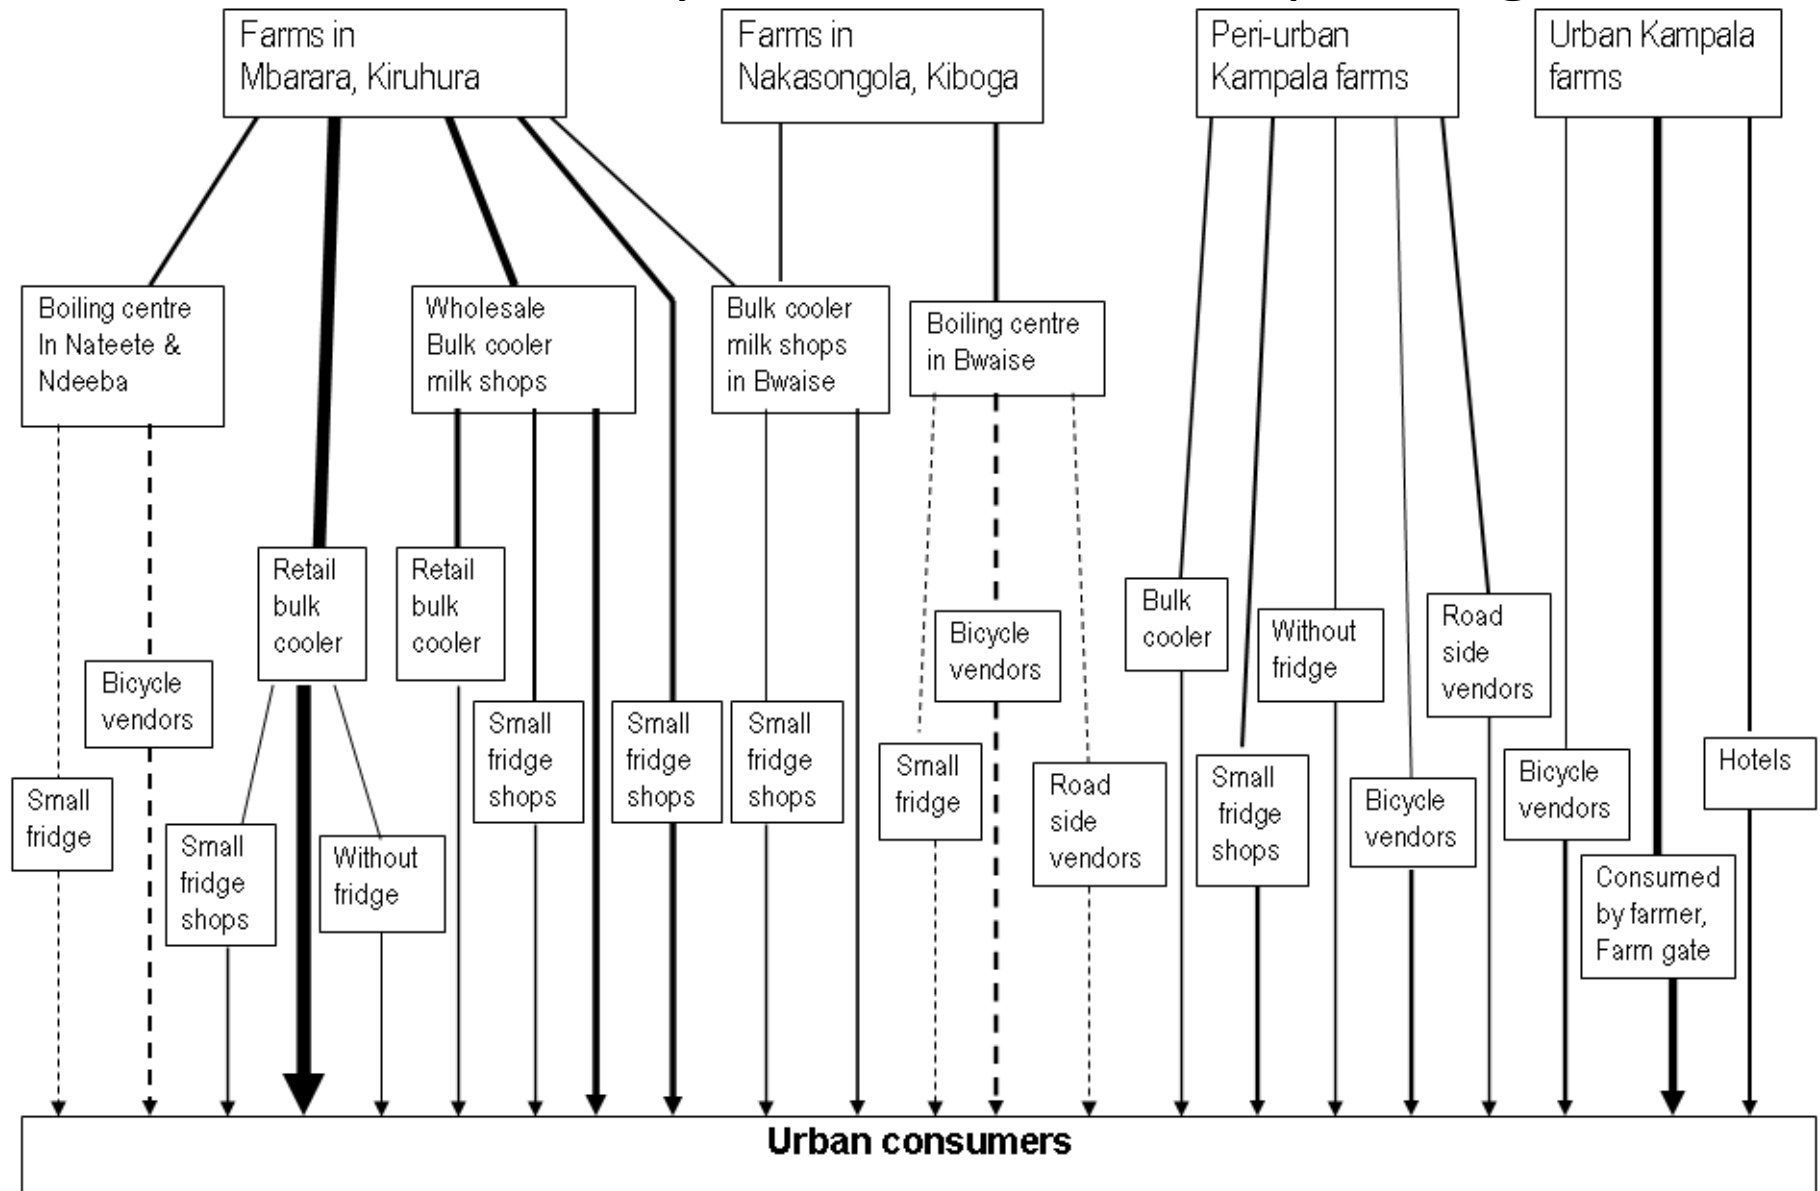 Farms in
Mbarara, Kiruhura
Farms in
Nakasongola, Kiboga
Peri-urban
Kampala farms
Urban Kampala
farms
Boiling centre
In Nateete &
Ndeeba
Wholesale
Bulk cooler
milk shops
Bulk cooler
milk shops
in Bwaise
Boiling centre
in Bwaise
Retail
bulk
cooler
Retail
bulk
cooler
Bulk
cooler
Without
fridge
Road
side
vendors
Bicycle
vendors
Bicycle
vendors
Small
fridge
shops
Small
fridge
shops
Small
fridge
shops
Small
fridge
Road
side
vendors
Small
fridge
shops
Bicycle
vendors
Bicycle
vendors
Hotels
Small
fridge
Small
fridge
shops
Without
fridge
Consumed
by farmer,
Farm gate
Urban consumers